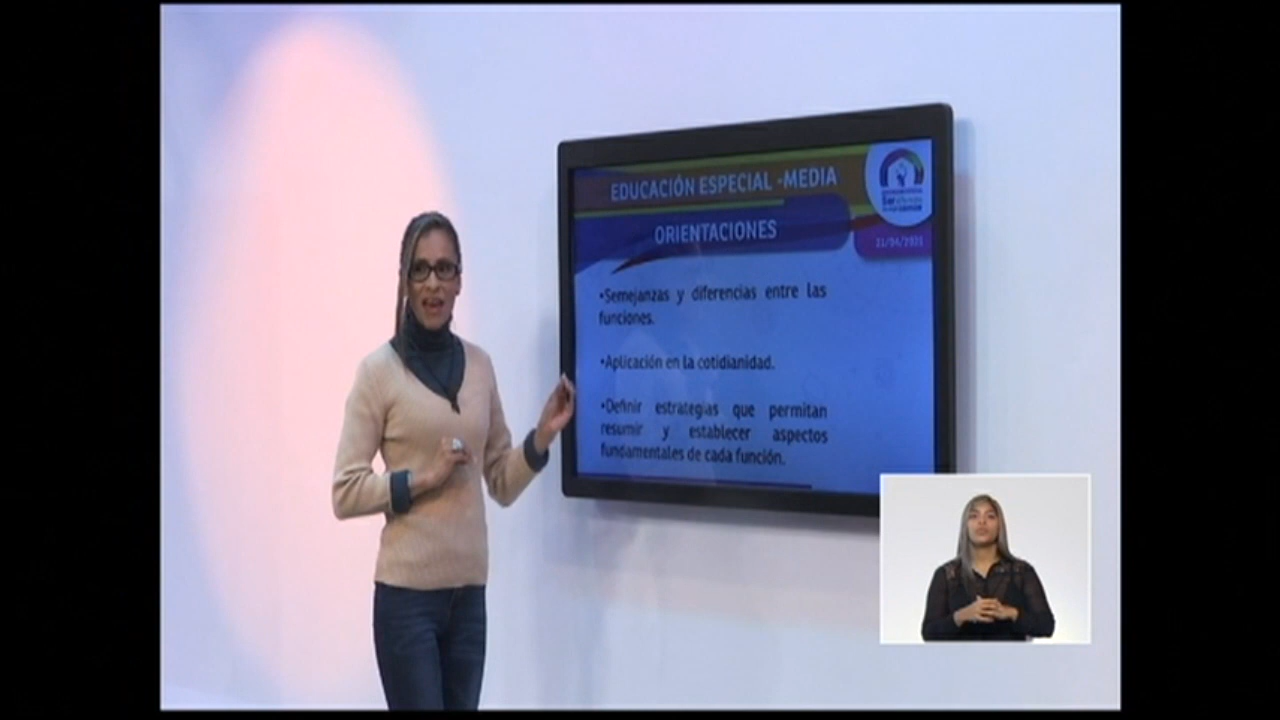 EDUCACIÓN ESPECIAL -MEDIA
ORIENTACIONES
•Semejanzas y diferencias entre las
funciones.
•Aplicación en la cotidianidad.
•Definir estrategias que permitan
resumir y establecer aspectos
fundamentales de cada función.